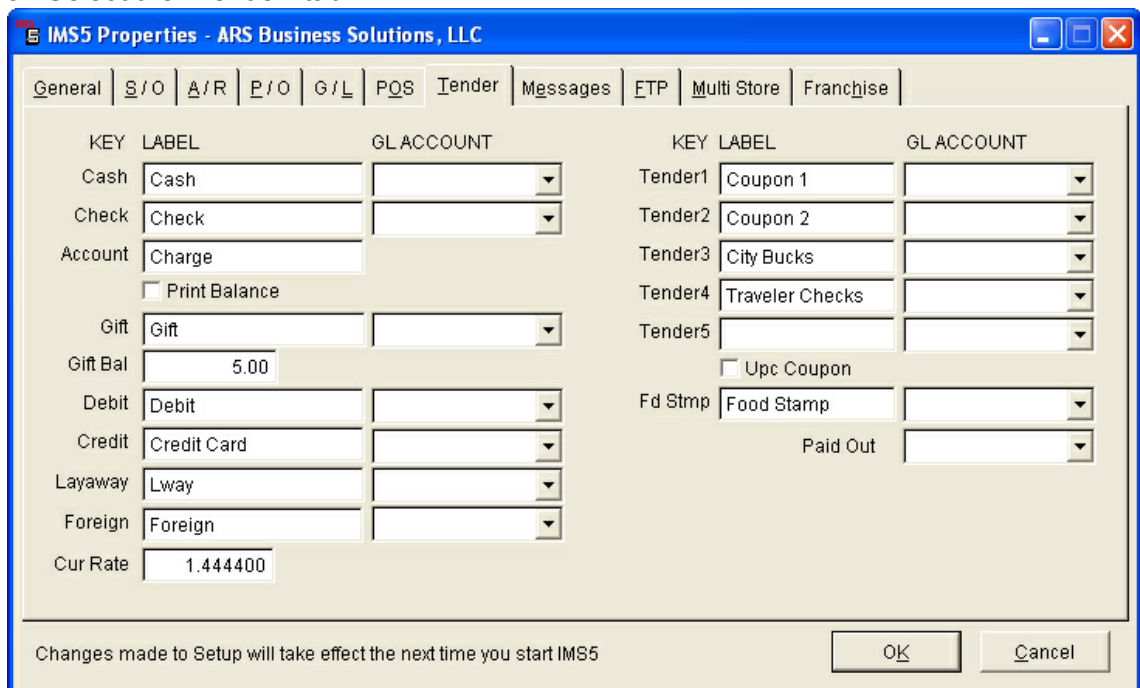 IMS5 Properties - ARS Business Solutions, LLC
General S/O A/R P/O G/L POS Tender Messages FTP Multi Store Franchise
KEY LABEL GL ACCOUNT KEY LABEL GL ACCOUNT
Cash Cash Tender1 Coupon 1
Check Check Tender2 Coupon 2
Account Charge Tender3 City Bucks
Print Balance Tender4 Traveler Checks
Gift Gift Tender5
Gift Bal 5.00 Upc Coupon
Debit Debit Fd Stmp Food Stamp
Credit Credit Card Paid Out
Layaway Lway
Foreign Foreign
Cur Rate 1.444400
Changes made to Setup will take effect the next time you start IMS5 OK Cancel